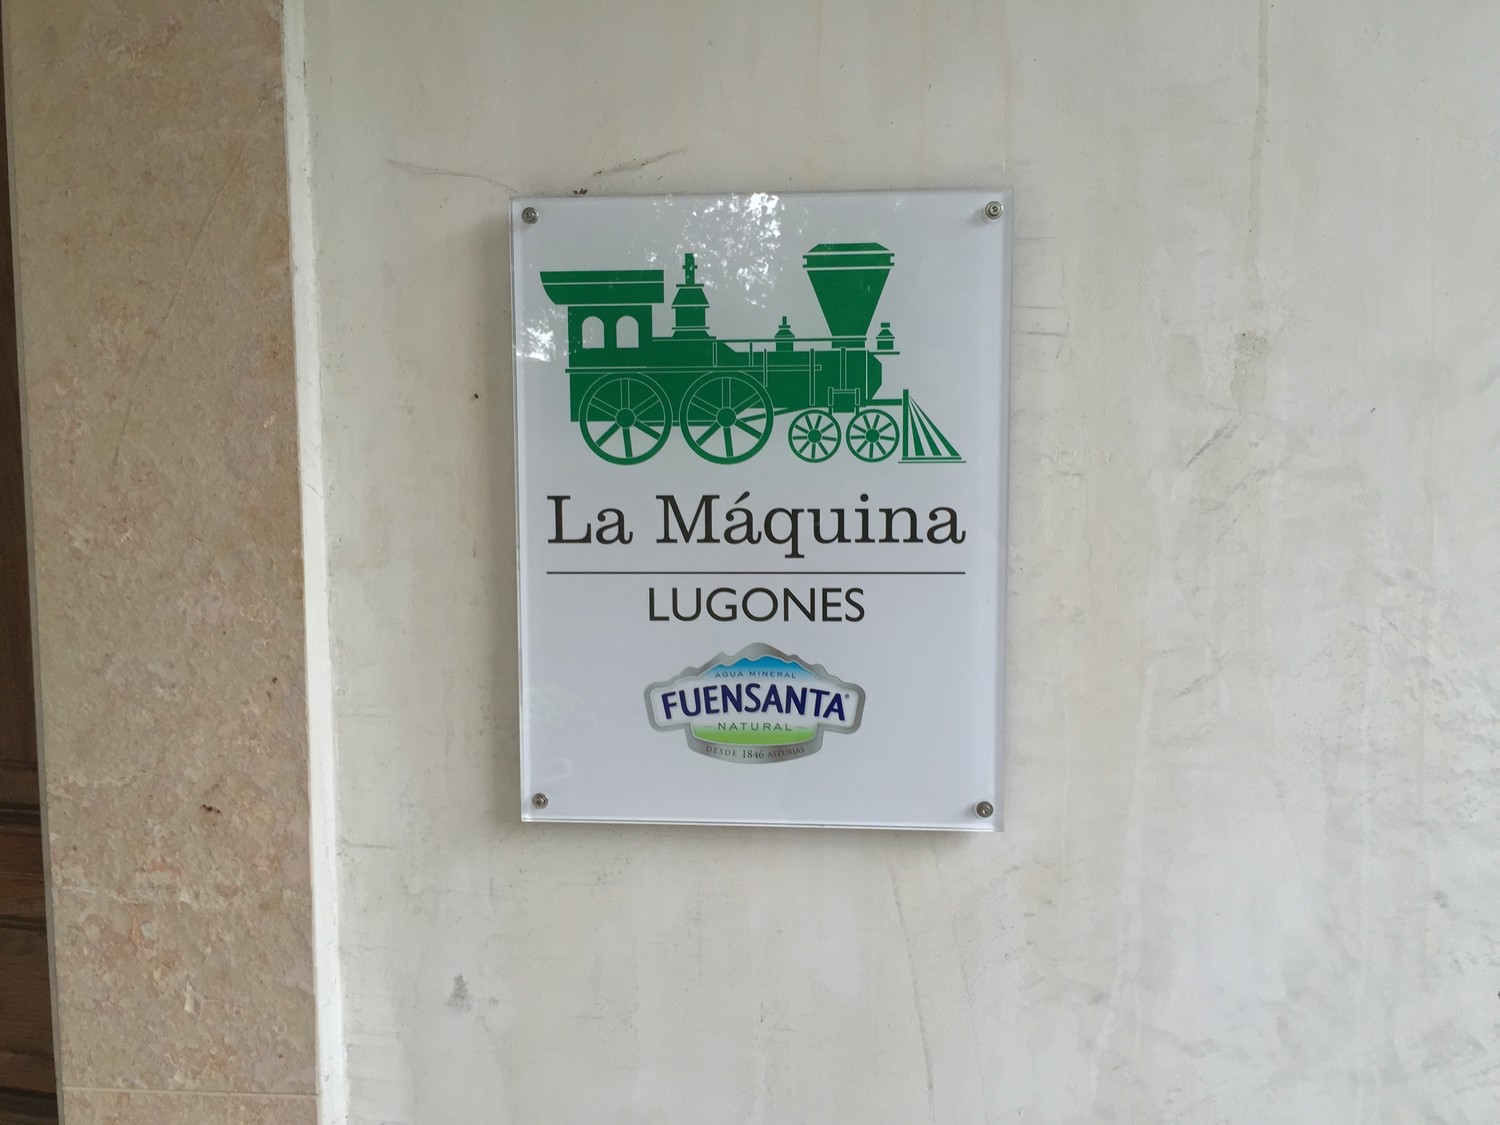 La Máquina
LUGONES
AGUA MINERAL
FUENSANTA®
NATURAL
DESDE 1846 ASTURIAS